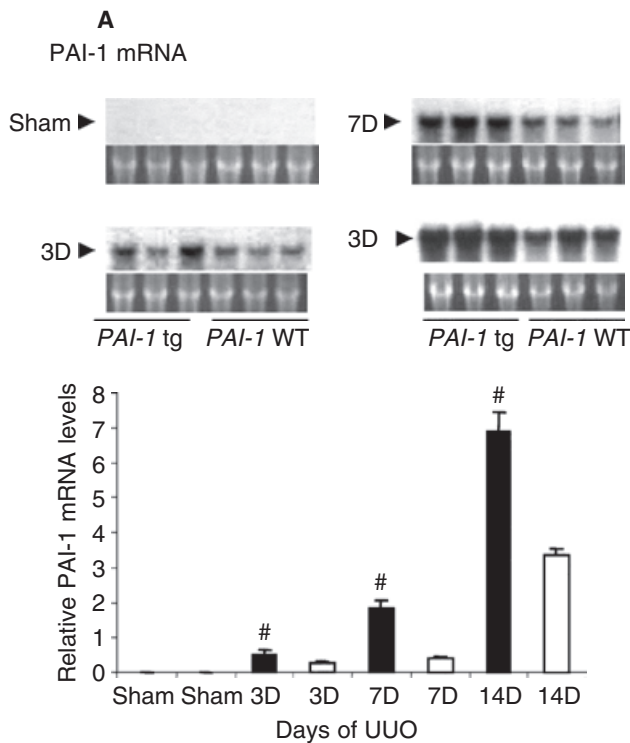 A
PAI-1 mRNA
Sham
7D
3D
3D
PAI-1 tg PAI-1 WT
PAI-1 tg PAI-1 WT
Relative PAI-1 mRNA levels
8
7
6
5
4
3
2
1
0
#
#
#
Sham Sham 3D 3D 7D 7D 14D 14D
Days of UUO